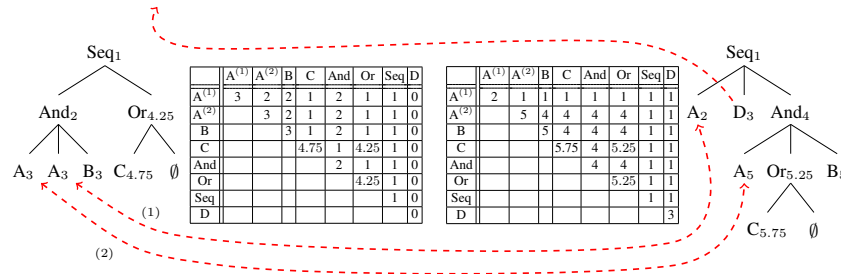 Seq1
And2 Or4.25
A3 A3 B3 C4.75 ∅
(1)
(2)
A(1) A(2) B C And Or Seq D
A(1) 3 2 2 1 2 1 1 0
A(2) 3 2 1 2 1 1 0
B 3 1 2 1 1 0
C 4.75 1 4.25 1 0
And 2 1 1 0
Or 4.25 1 0
Seq 1 0
D 0
A(1) A(2) B C And Or Seq D
A(1) 2 1 1 1 1 1 1 1
A(2) 5 4 4 4 4 1 1
B 5 4 4 4 1 1
C 5.75 4 5.25 1 1
And 4 4 1 1
Or 5.25 1 1
Seq 1 1
D 3
Seq1
A2 D3 And4
A5 Or5.25 B5
C5.75 ∅